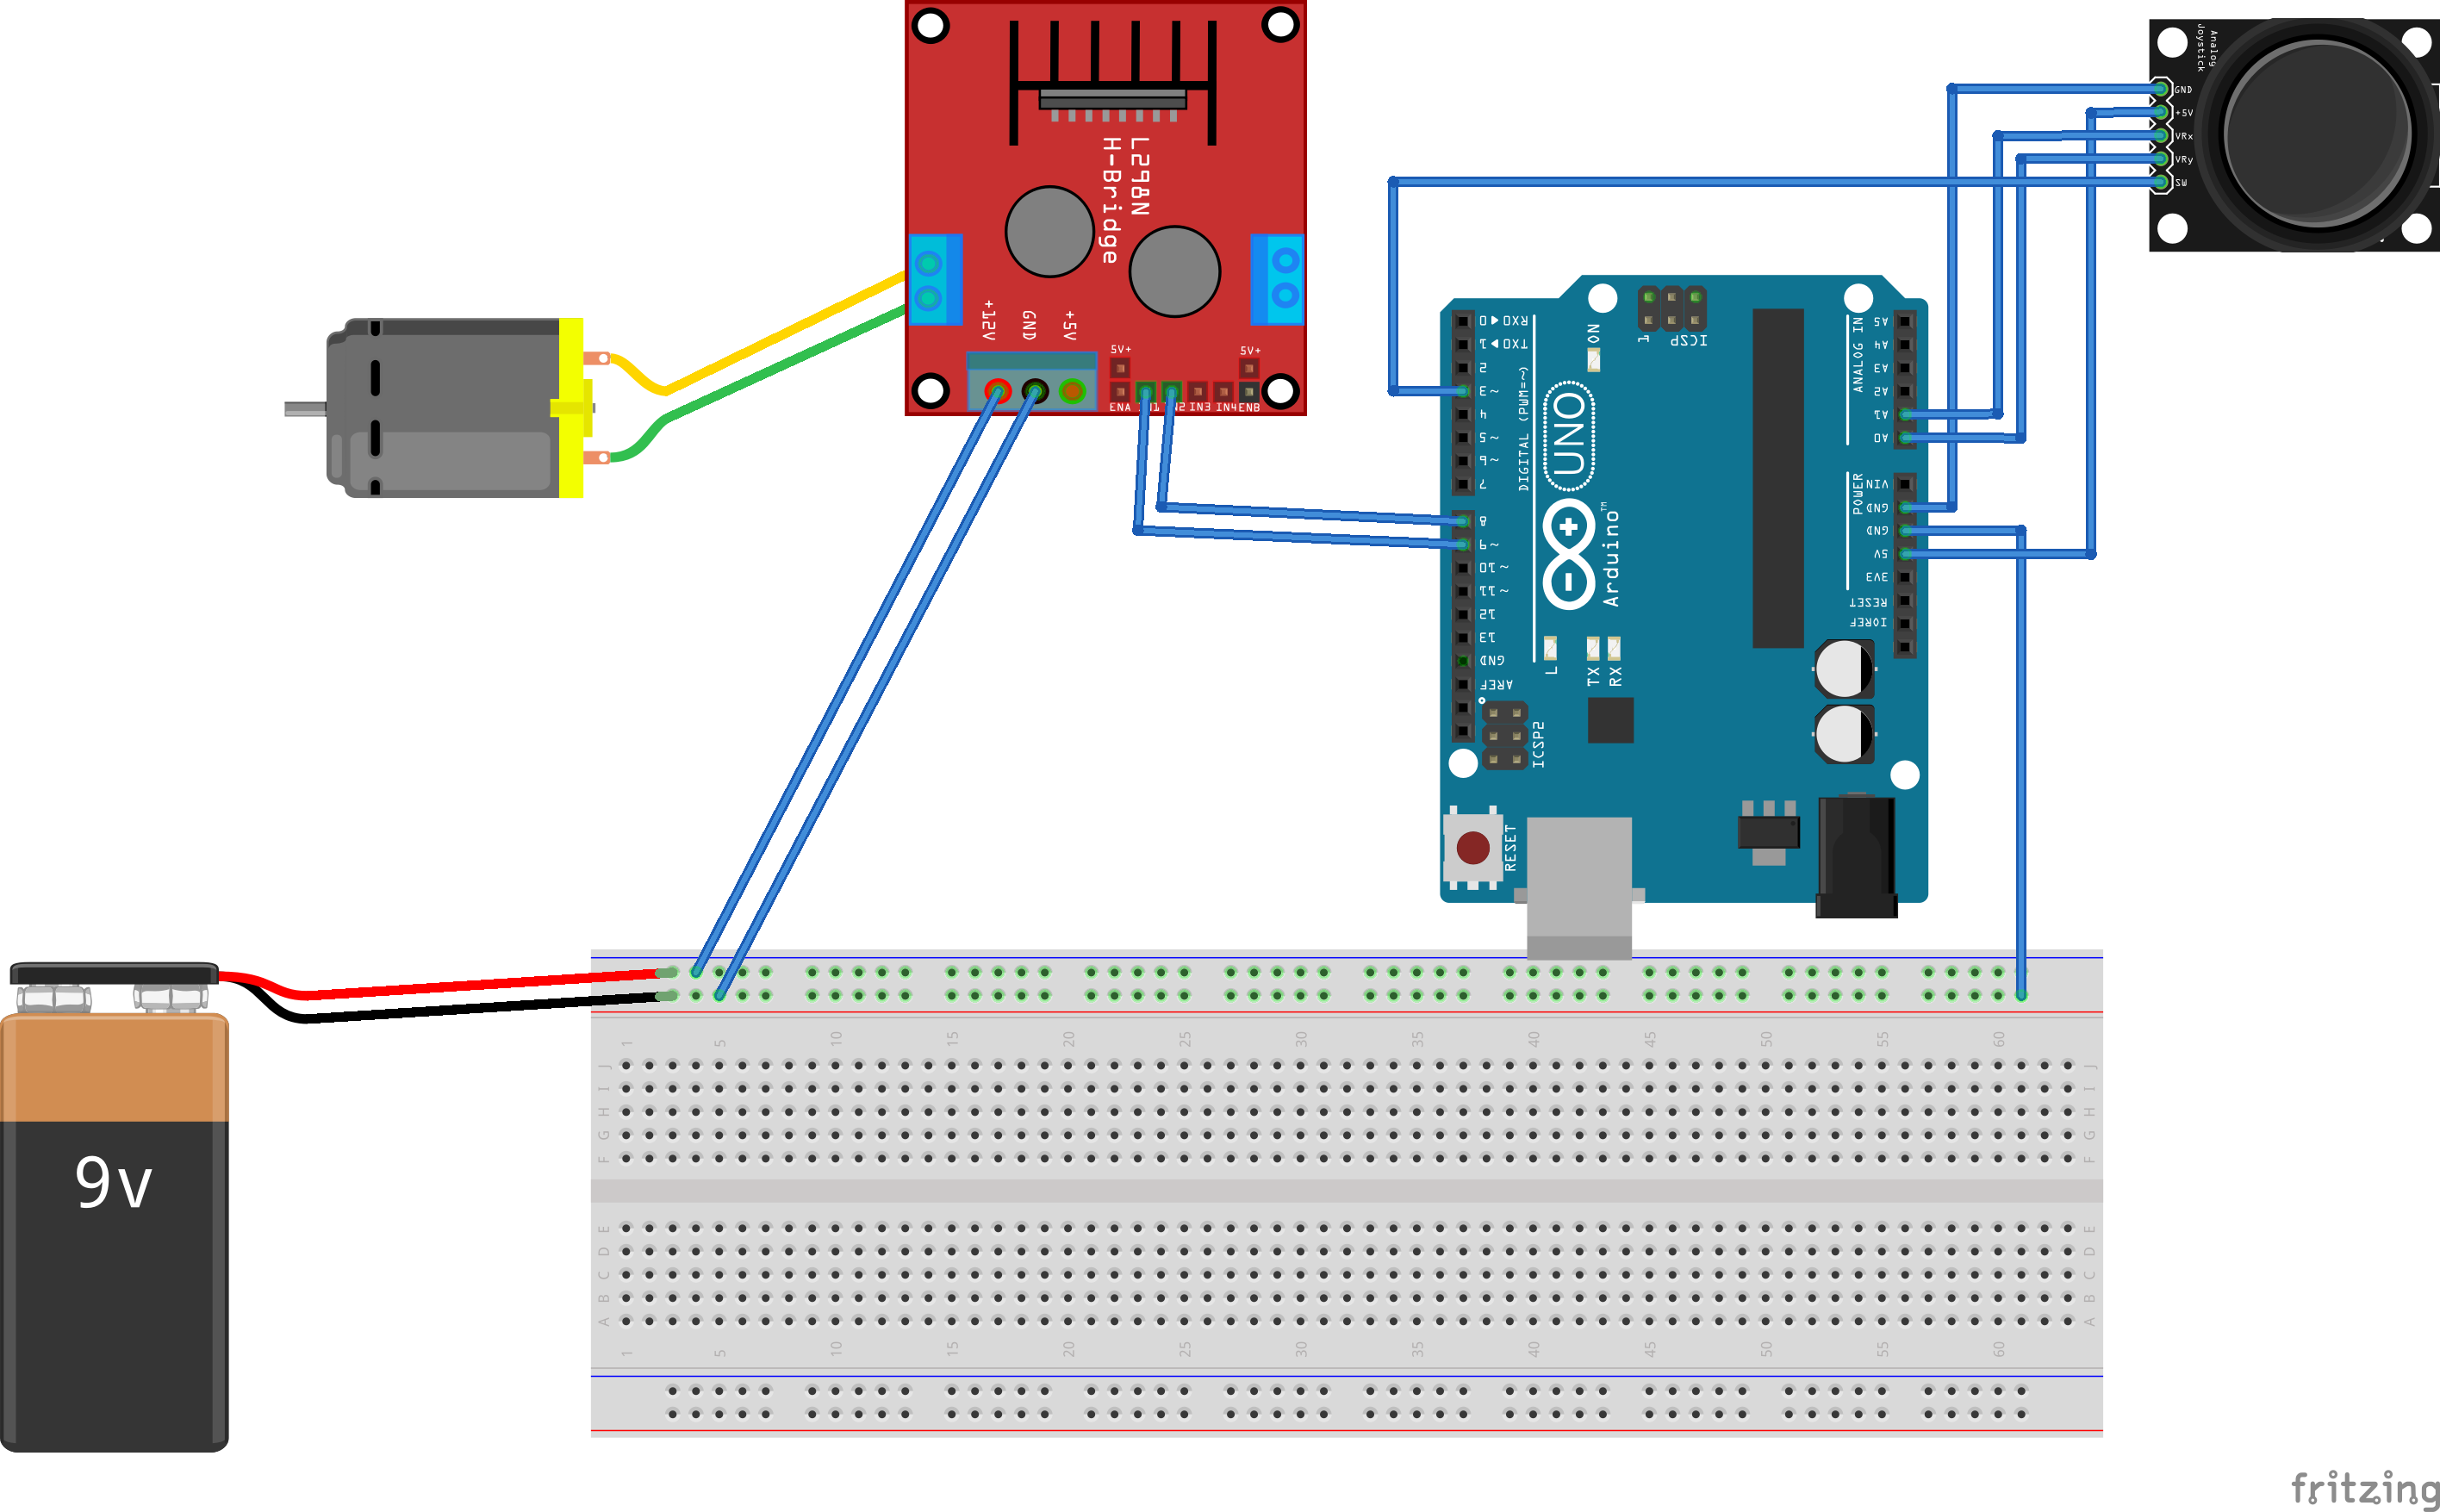 Analog
Joystick
GND
+5V
VRx
VRy
SW
L298N
H-Bridge
+12V
GND
+5V
5V+
5V+
ENA
IN3
IN4
ENB
RX0
0
TX0
1
2
3~
4
5~
6~
7
8
9~
10~
11~
12
13
GND
AREF
DIGITAL (PWM=~)
ON
1
ICSP
UNO
Arduino™
L
TX
RX
ICSP2
RESET
ANALOG IN
A5
A4
A3
A2
A1
A0
POWER
VIN
GND
GND
5V
3V3
RESET
IOREF
9v
1 5 10 15 20 25 30 35 40 45 50 55 60
J J
I I
H H
G G
F F
E E
D D
C C
B B
A A
1 5 10 15 20 25 30 35 40 45 50 55 60
fritzing